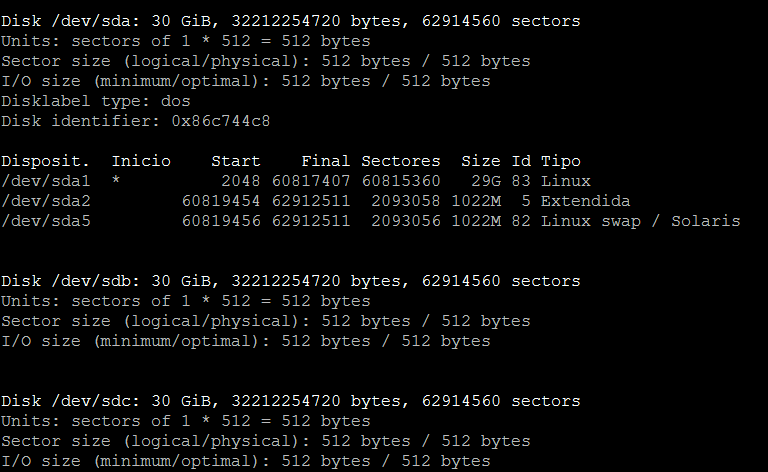 Disk /dev/sda: 30 GiB, 32212254720 bytes, 62914560 sectors
Units: sectors of 1 * 512 = 512 bytes
Sector size (logical/physical): 512 bytes / 512 bytes
I/O size (minimum/optimal): 512 bytes / 512 bytes
Disklabel type: dos
Disk identifier: 0x86c744c8
Disposit.  Inicio    Start    Final Sectores  Size Id Tipo
/dev/sda1  *          2048 60817407 60815360   29G 83 Linux
/dev/sda2         60819454 62912511  2093058 1022M  5 Extendida
/dev/sda5         60819456 62912511  2093056 1022M 82 Linux swap / Solaris
Disk /dev/sdb: 30 GiB, 32212254720 bytes, 62914560 sectors
Units: sectors of 1 * 512 = 512 bytes
Sector size (logical/physical): 512 bytes / 512 bytes
I/O size (minimum/optimal): 512 bytes / 512 bytes
Disk /dev/sdc: 30 GiB, 32212254720 bytes, 62914560 sectors
Units: sectors of 1 * 512 = 512 bytes
Sector size (logical/physical): 512 bytes / 512 bytes
I/O size (minimum/optimal): 512 bytes / 512 bytes